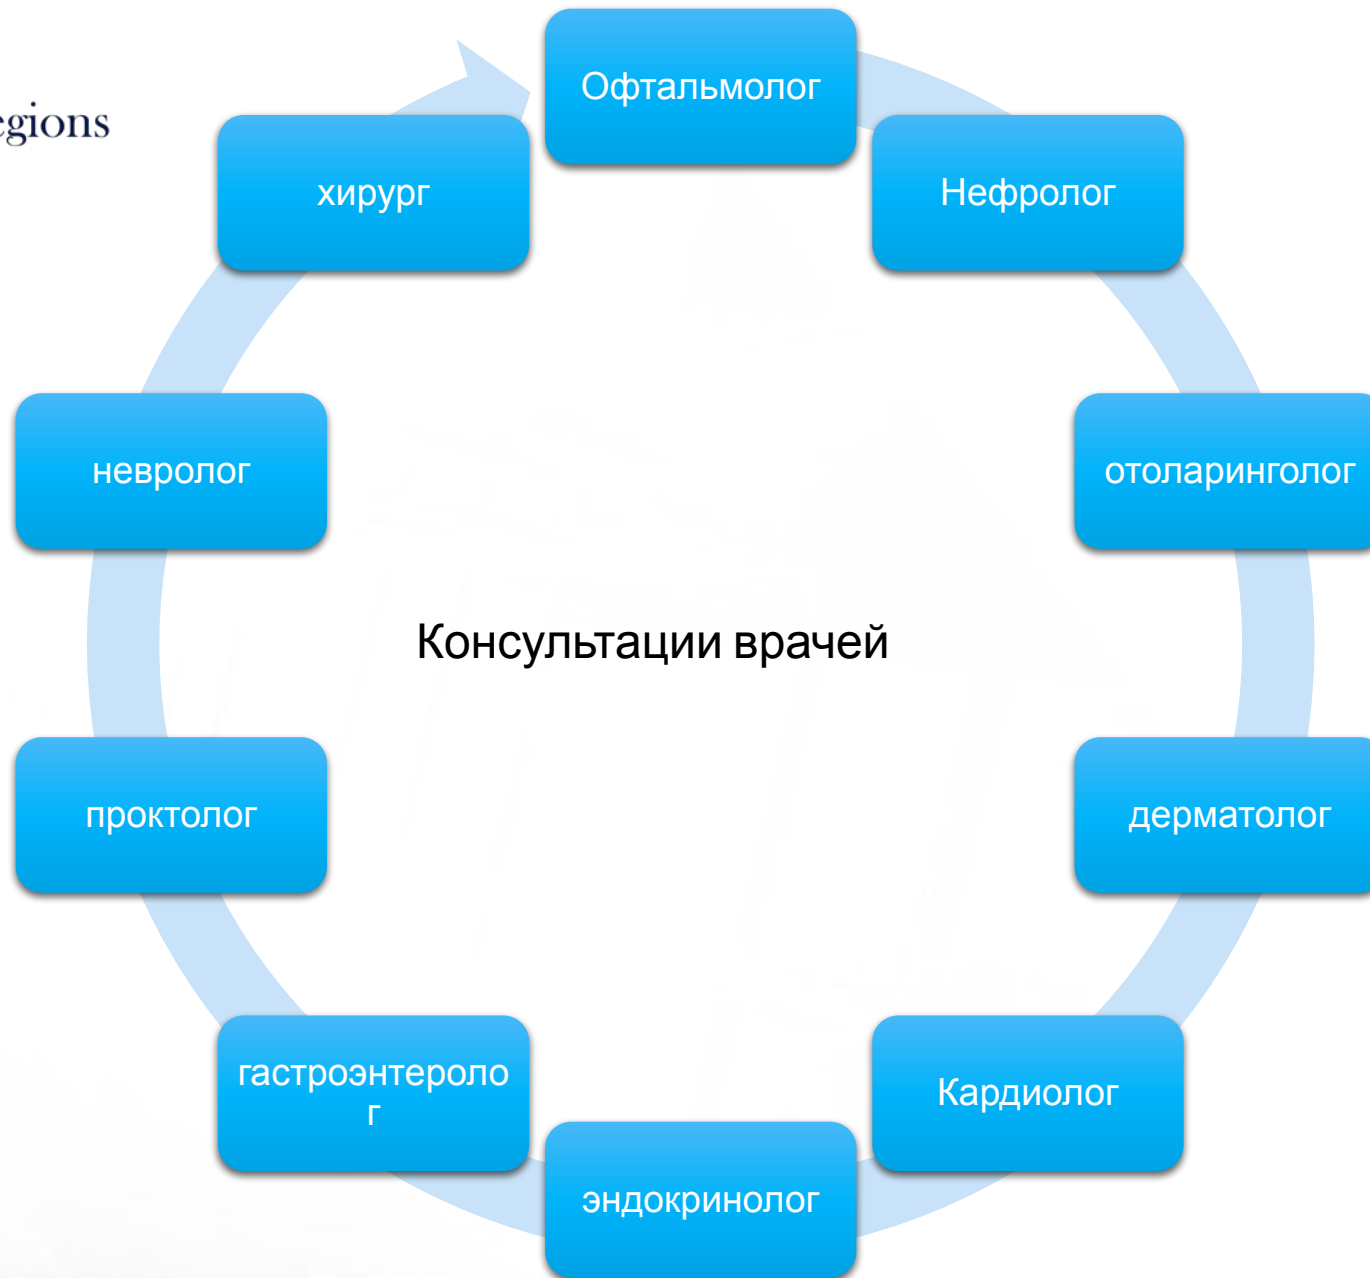 Офтальмолог
egions
хирург
Нефролог
невролог
отоларинголог
Консультации врачей
проктолог
дерматолог
гастроэнтероло
г
Кардиолог
эндокринолог